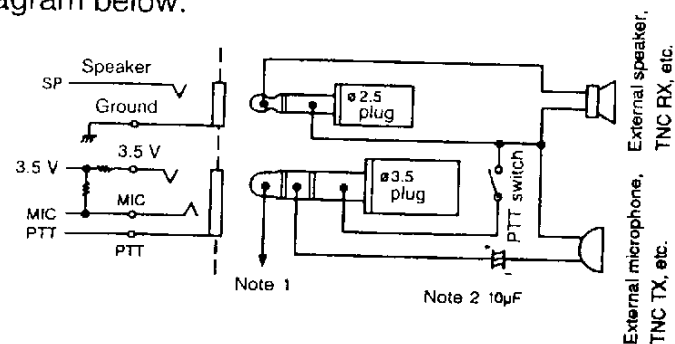 agram below.
Speaker
SP
Ground
3.5 V
3.5 V
MIC
MIC
PTT
PTT
ø2.5
plug
ø3.5
plug
PTT switch
Note 1
Note 2 10µF
External speaker,
TNC RX, etc.
External microphone,
TNC TX, etc.